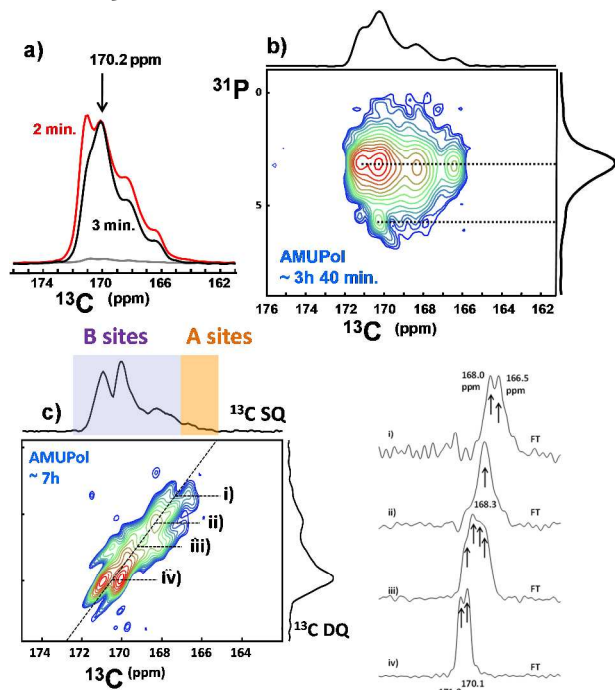 a)
170.2 ppm
2 min.
3 min.
174 170 166 162
13C (ppm)
b)
31P
0
5
AMUPol
~ 3h 40 min.
176 174 172 170 168 166 164 162
13C (ppm)
B sites
A sites
c)
13C SQ
AMUPol
~ 7h
i)
ii)
iii)
iv)
13C DQ
174 172 170 168 166 164
13C (ppm)
168.0
ppm
166.5
ppm
i)
FT
168.3
ii)
FT
iii)
FT
170.1
iv)
FT